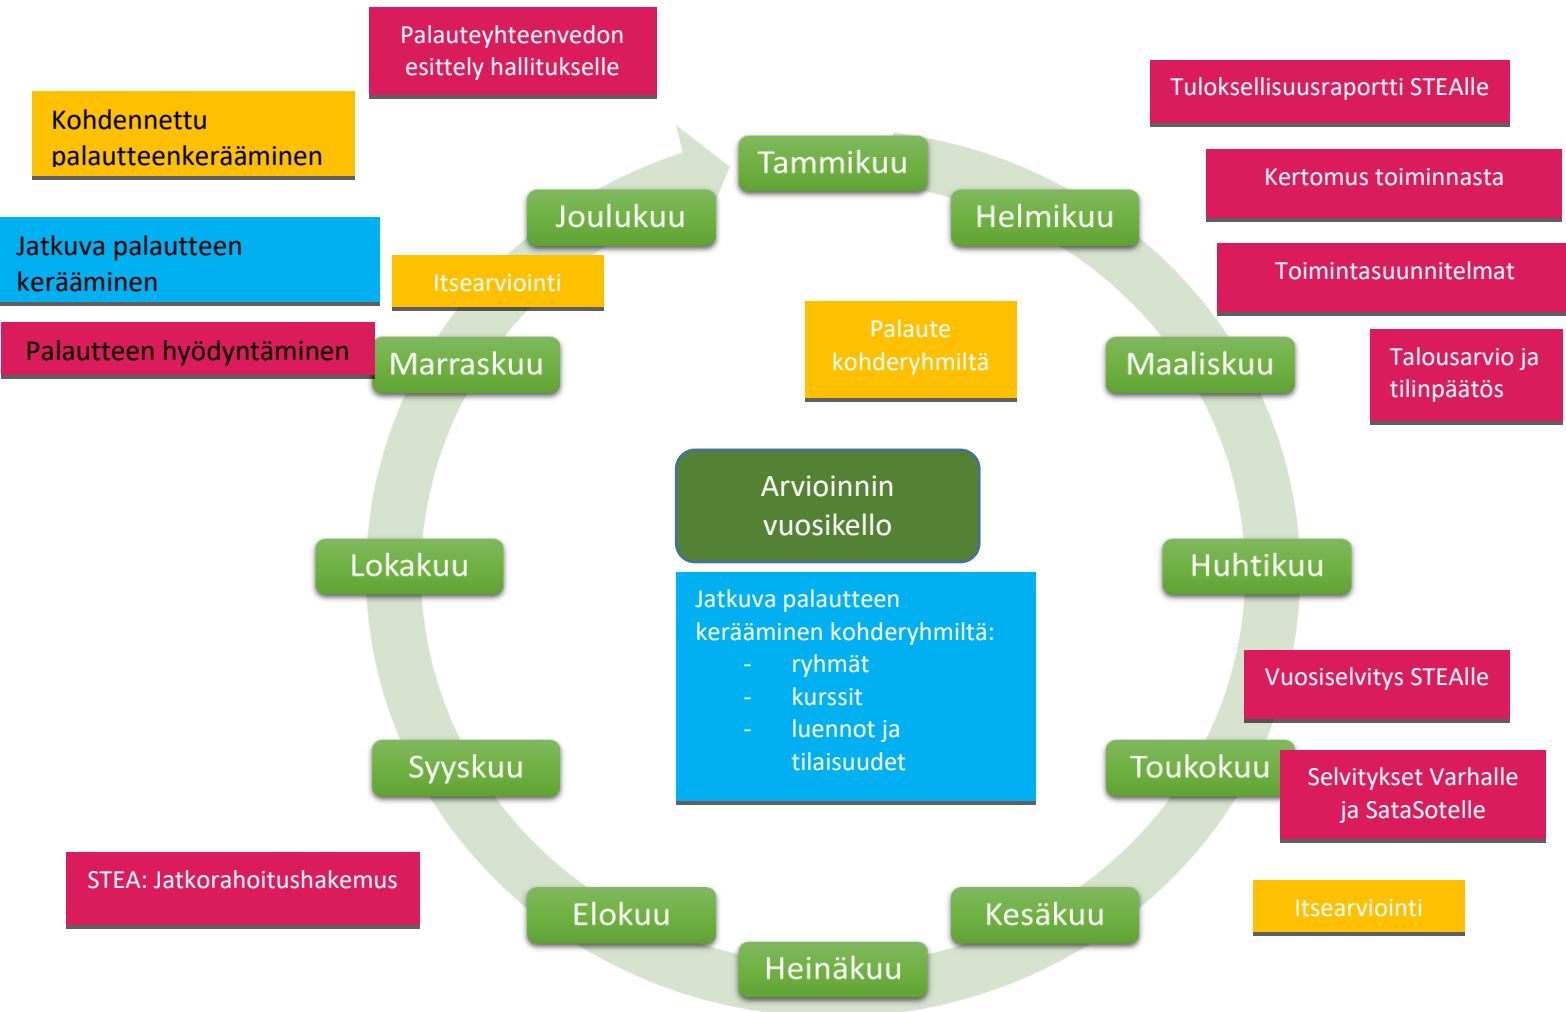 Palauteyhteenvedon
esittely hallitukselle
Tuloksellisuusraportti STEAlle
Kohdennettu
palautteenkerääminen
Tammikuu
Kertomus toiminnasta
Joulukuu
Helmikuu
Jatkuva palautteen
kerääminen
Itsearviointi
Toimintasuunnitelmat
Palaute
kohderyhmiltä
Palautteen hyödyntäminen
Marraskuu
Maaliskuu
Talousarvio ja
tilinpäätös
Arvioinnin
vuosikello
Lokakuu
Huhtikuu
Jatkuva palautteen
kerääminen kohderyhmiltä:
- ryhmät
- kurssit
- luennot ja
tilaisuudet
Vuosiselvitys STEAlle
Syyskuu
Toukokuu
Selvitykset Varhalle
ja SataSotelle
STEA: Jatkorahoitushakemus
Elokuu
Kesäkuu
Itsearviointi
Heinäkuu